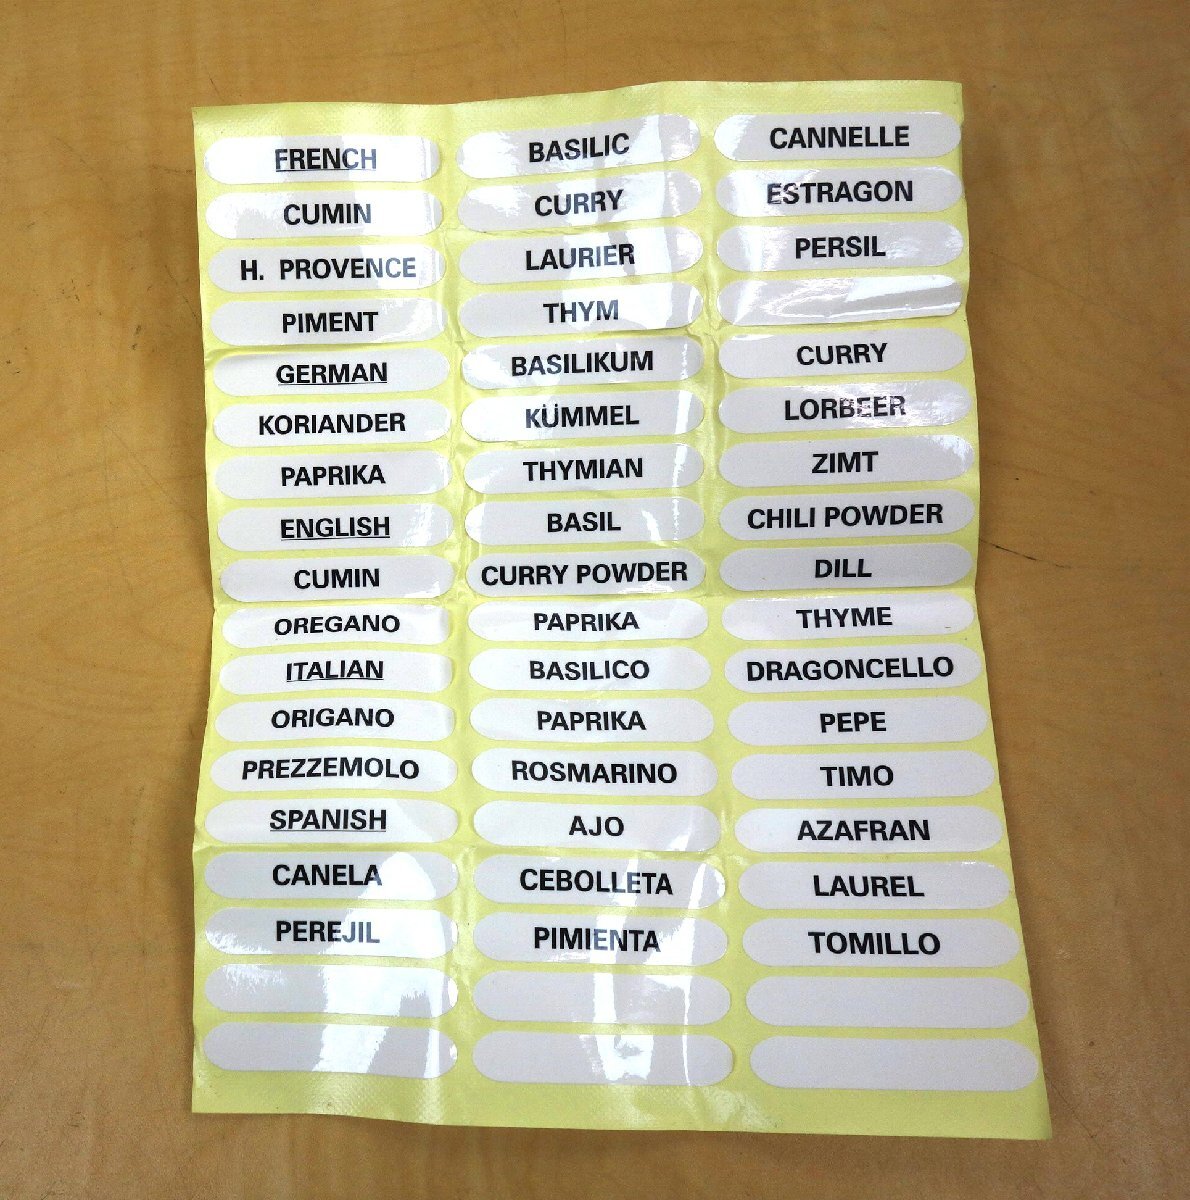 FRENCH
BASILIC
CANNELLE
CUMIN
CURRY
ESTRAGON
H. PROVENCE
LAURIER
PERSIL
PIMENT
THYM
GERMAN
BASILIKUM
CURRY
KORIANDER
KÜMMEL
LORBEER
PAPRIKA
THYMIAN
ZIMT
ENGLISH
BASIL
CHILI POWDER
CUMIN
CURRY POWDER
DILL
OREGANO
PAPRIKA
THYME
ITALIAN
BASILICO
DRAGONCELLO
ORIGANO
PAPRIKA
PEPE
PREZZEMOLO
ROSMARINO
TIMO
SPANISH
AJO
AZAFRAN
CANELA
CEBOLLETA
LAUREL
PEREJIL
PIMIENTA
TOMILLO